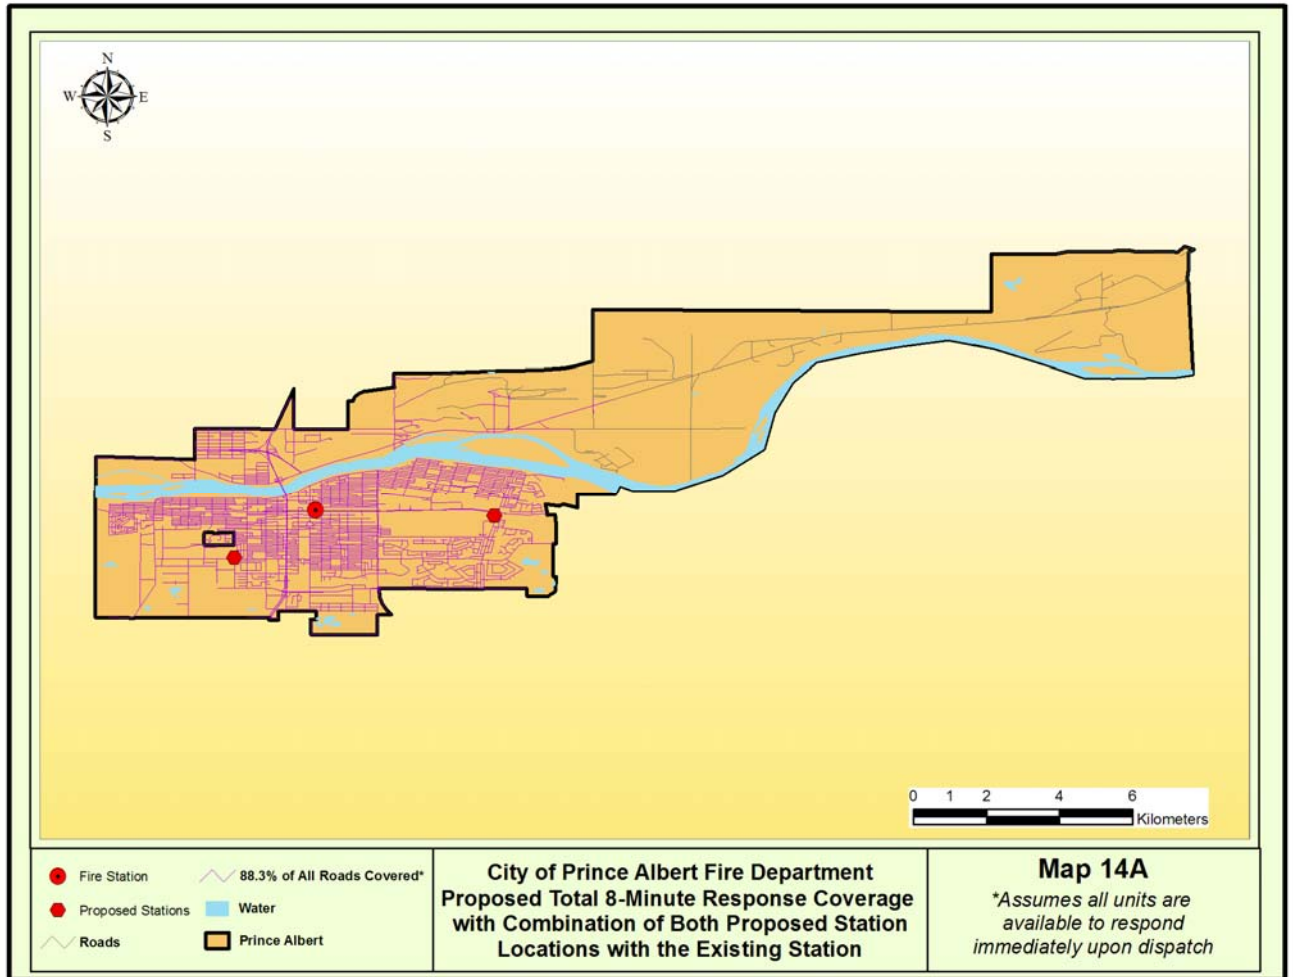 N
W E
S
0 1 2 4 6
Kilometers
Fire Station
88.3% of All Roads Covered*
Proposed Stations
Water
Roads
Prince Albert
City of Prince Albert Fire Department
Proposed Total 8-Minute Response Coverage
with Combination of Both Proposed Station
Locations with the Existing Station
Map 14A
*Assumes all units are
available to respond
immediately upon dispatch